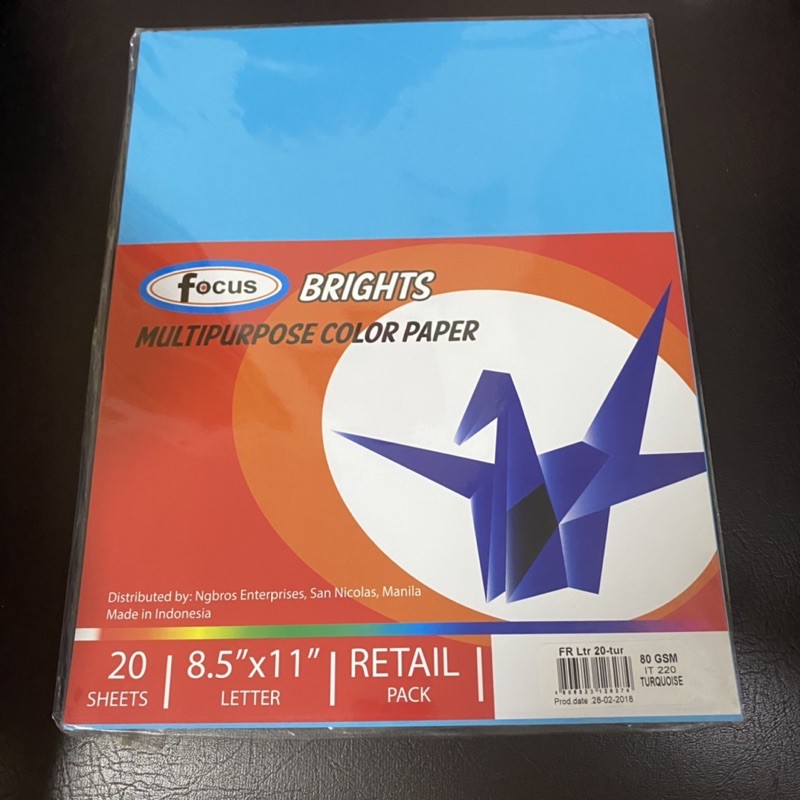 focus BRIGHTS
MULTIPURPOSE COLOR PAPER
Distributed by: Ngbros Enterprises, San Nicolas, Manila
Made in Indonesia
20 SHEETS
8.5”x11” LETTER
RETAIL PACK
FR Ltr 20-tur
80 GSM
IT 220
TURQUOISE
Prod.date :28-02-2018